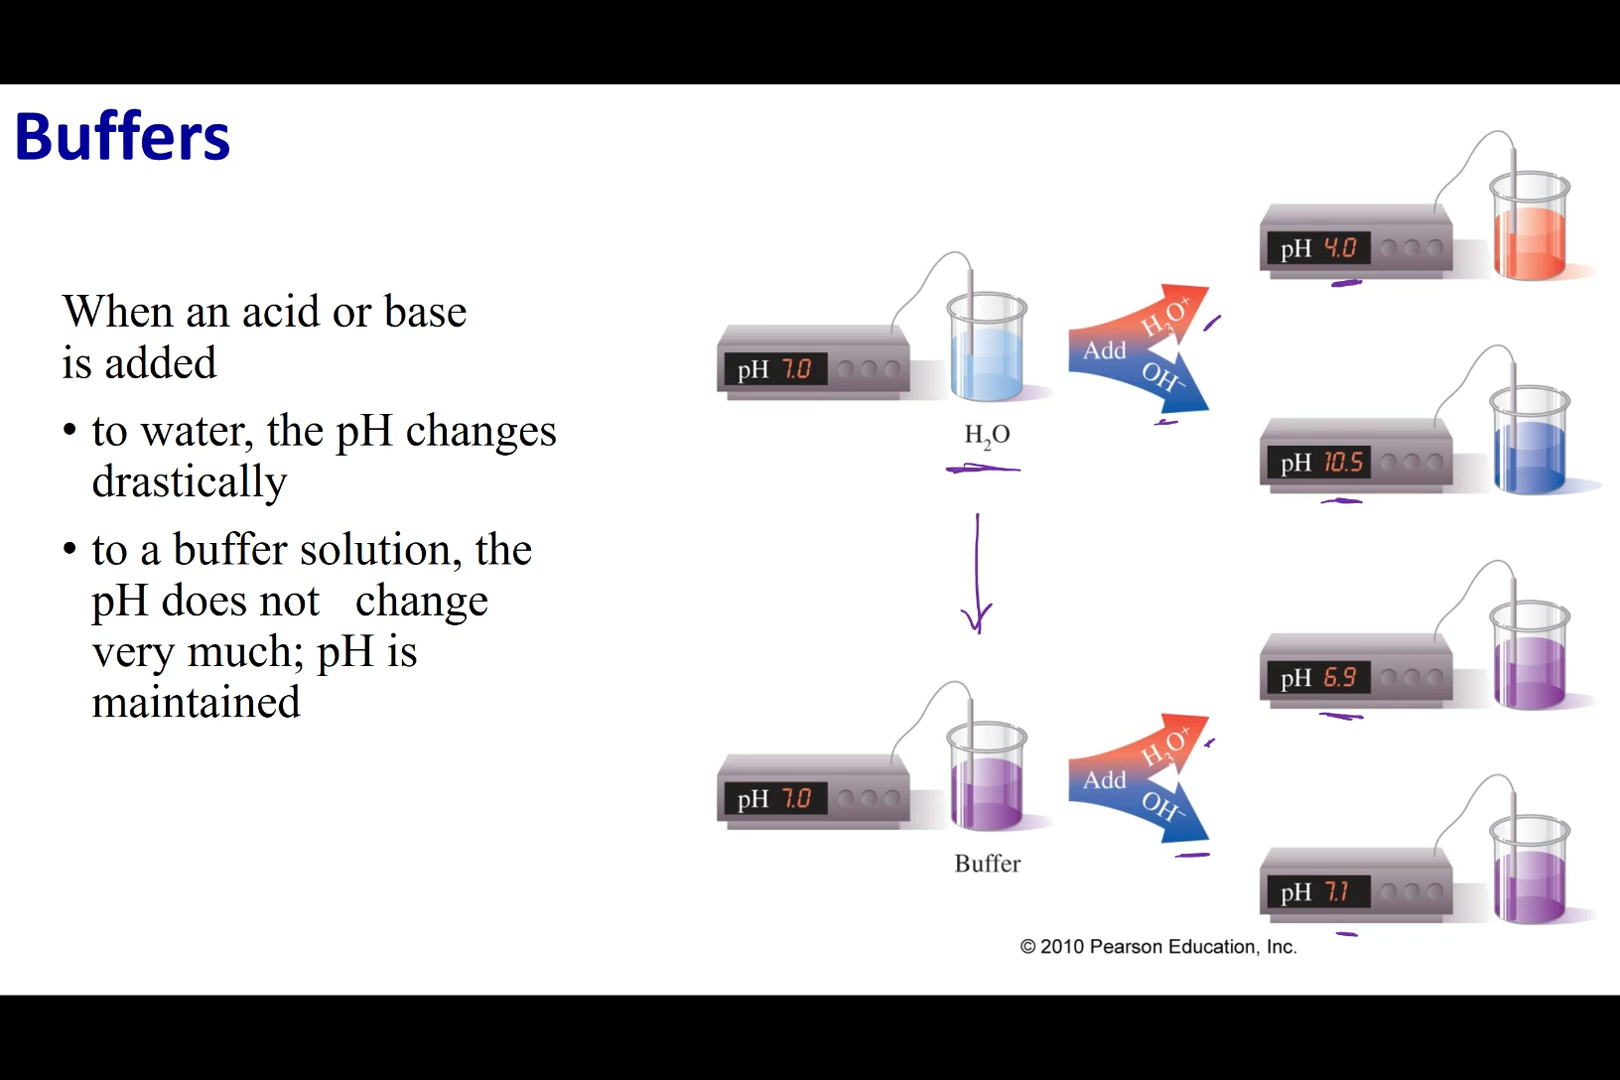 Buffers
When an acid or base
is added
• to water, the pH changes
drastically
• to a buffer solution, the
pH does not change
very much; pH is
maintained
pH 7.0
H₂O
Add
H₃O⁺
OH⁻
pH 4.0
pH 10.5
pH 7.0
Buffer
Add
H₃O⁺
OH⁻
pH 6.9
pH 7.1
© 2010 Pearson Education, Inc.